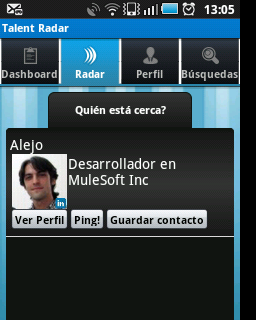 13:05
Talent Radar
Dashboard Radar Perfil Búsquedas
Quién está cerca?
Alejo
Desarrollador en
MuleSoft Inc
in
Ver Perfil Ping! Guardar contacto